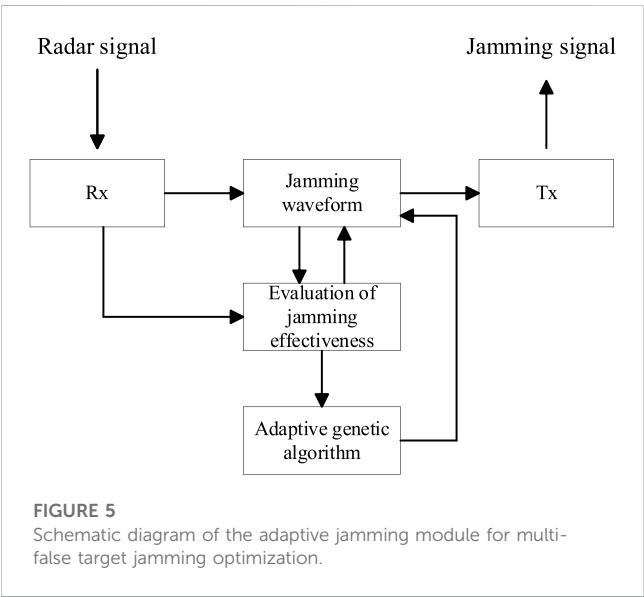 Radar signal
Jamming signal
Rx
Jamming
waveform
Tx
Evaluation of
jamming
effectiveness
Adaptive genetic
algorithm
FIGURE 5
Schematic diagram of the adaptive jamming module for multi-
false target jamming optimization.